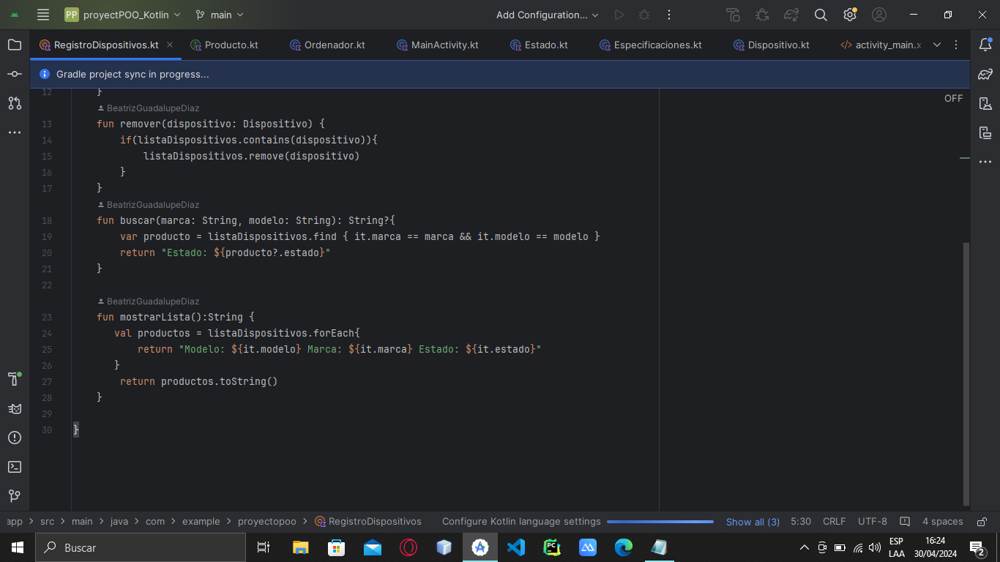 PP proyectPOO_Kotlin main Add Configuration...
RegistroDispositivos.kt Producto.kt Ordenador.kt MainActivity.kt Estado.kt Especificaciones.kt Dispositivo.kt activity_main.x
Gradle project sync in progress...
OFF
12 }
BeatrizGuadalupeDiaz
13 fun remover(dispositivo: Dispositivo) {
14 if(listaDispositivos.contains(dispositivo)){
15 listaDispositivos.remove(dispositivo)
16 }
17 }
BeatrizGuadalupeDiaz
18 fun buscar(marca: String, modelo: String): String?{
19 var producto = listaDispositivos.find { it.marca == marca && it.modelo == modelo }
20 return "Estado: ${producto?.estado}"
21 }
22
BeatrizGuadalupeDiaz
23 fun mostrarLista():String {
24 val productos = listaDispositivos.forEach{
25 return "Modelo: ${it.modelo} Marca: ${it.marca} Estado: ${it.estado}"
26 }
27 return productos.toString()
28 }
29
30 }
app > src > main > java > com > example > proyectopoo > RegistroDispositivos Configure Kotlin language settings Show all (3) 5:30 CRLF UTF-8 4 spaces
Buscar
PC
ESP
LAA
16:24
30/04/2024
2